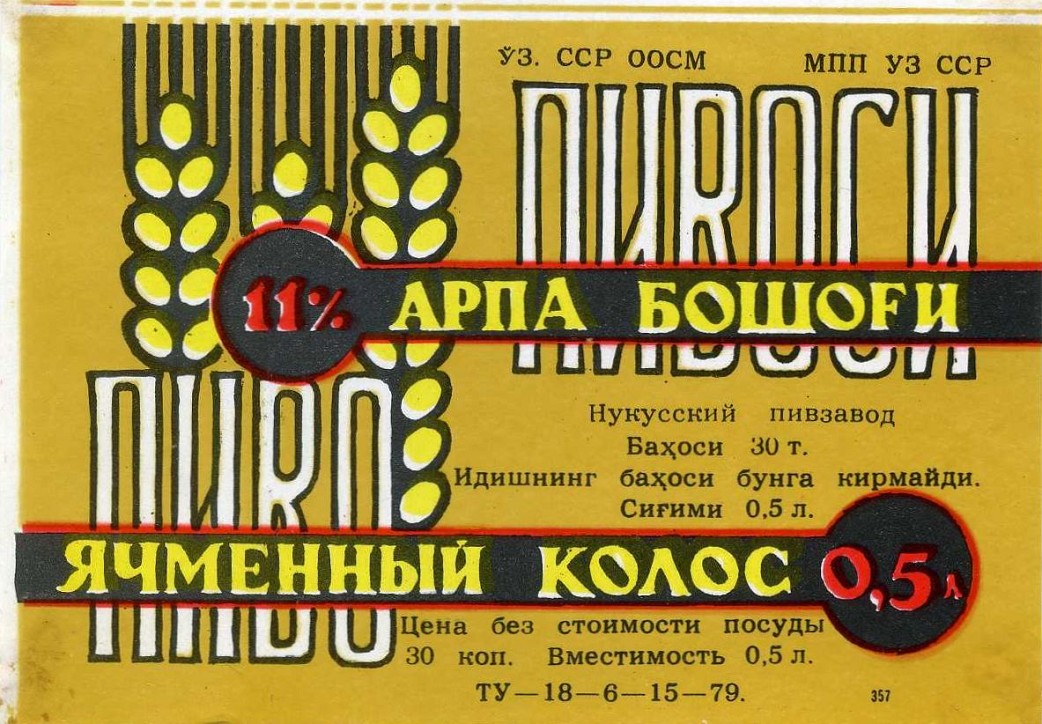 ЎЗ. ССР ООСМ МПП УЗ ССР
ПИВОСИ
11% АРПА БОШОҒИ
ПИВО
Нукусский пивзавод
Баҳоси 30 т.
Идишнинг баҳоси бунга кирмайди.
Сиғими 0,5 л.
ЯЧМЕННЫЙ КОЛОС 0,5 л
Цена без стоимости посуды
30 коп. Вместимость 0,5 л.
ТУ—18—6—15—79.
357